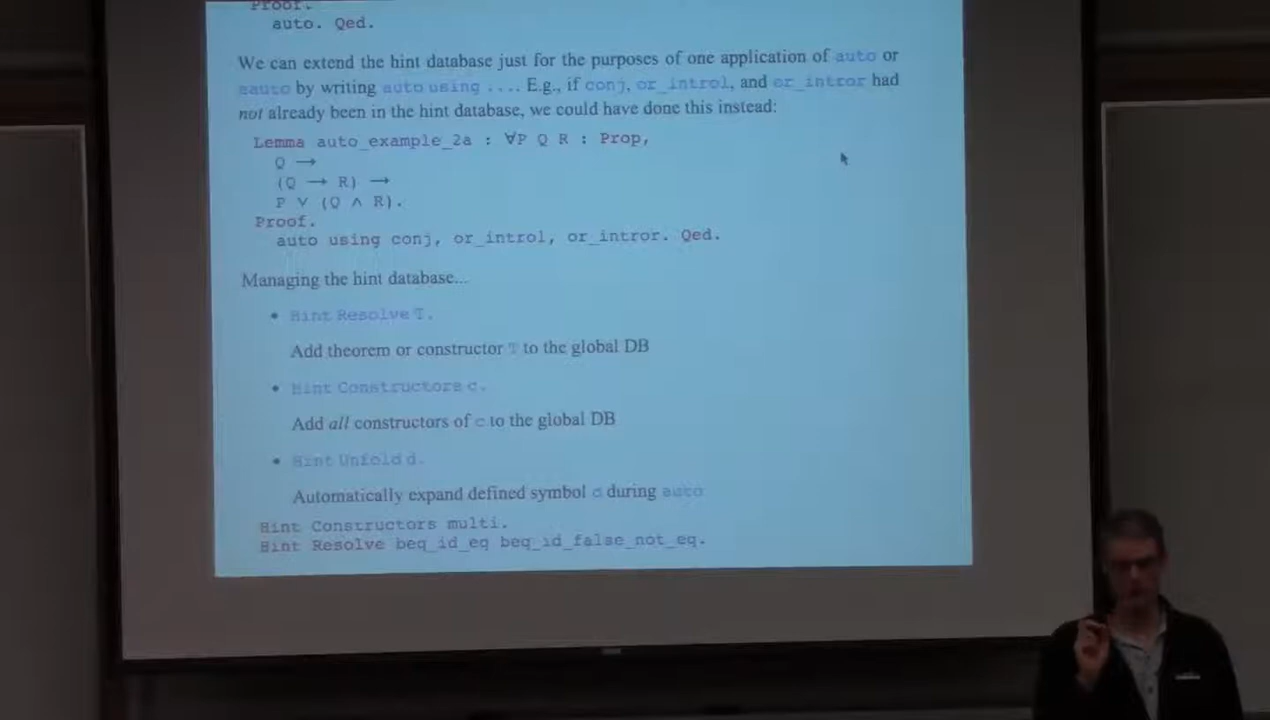 Proof.
auto. Qed.
We can extend the hint database just for the purposes of one application of auto or
eauto by writing auto using .... E.g., if conj, or_introl, and or_intror had
not already been in the hint database, we could have done this instead:
Lemma auto_example_2a : ∀P Q R : Prop,
Q →
(Q → R) →
P ∨ (Q ∧ R).
Proof.
auto using conj, or_introl, or_intror. Qed.
Managing the hint database...
• Hint Resolve T.
Add theorem or constructor T to the global DB
• Hint Constructors c.
Add all constructors of c to the global DB
• Hint Unfold d.
Automatically expand defined symbol d during auto
Hint Constructors multi.
Hint Resolve beq_id_eq beq_id_false_not_eq.